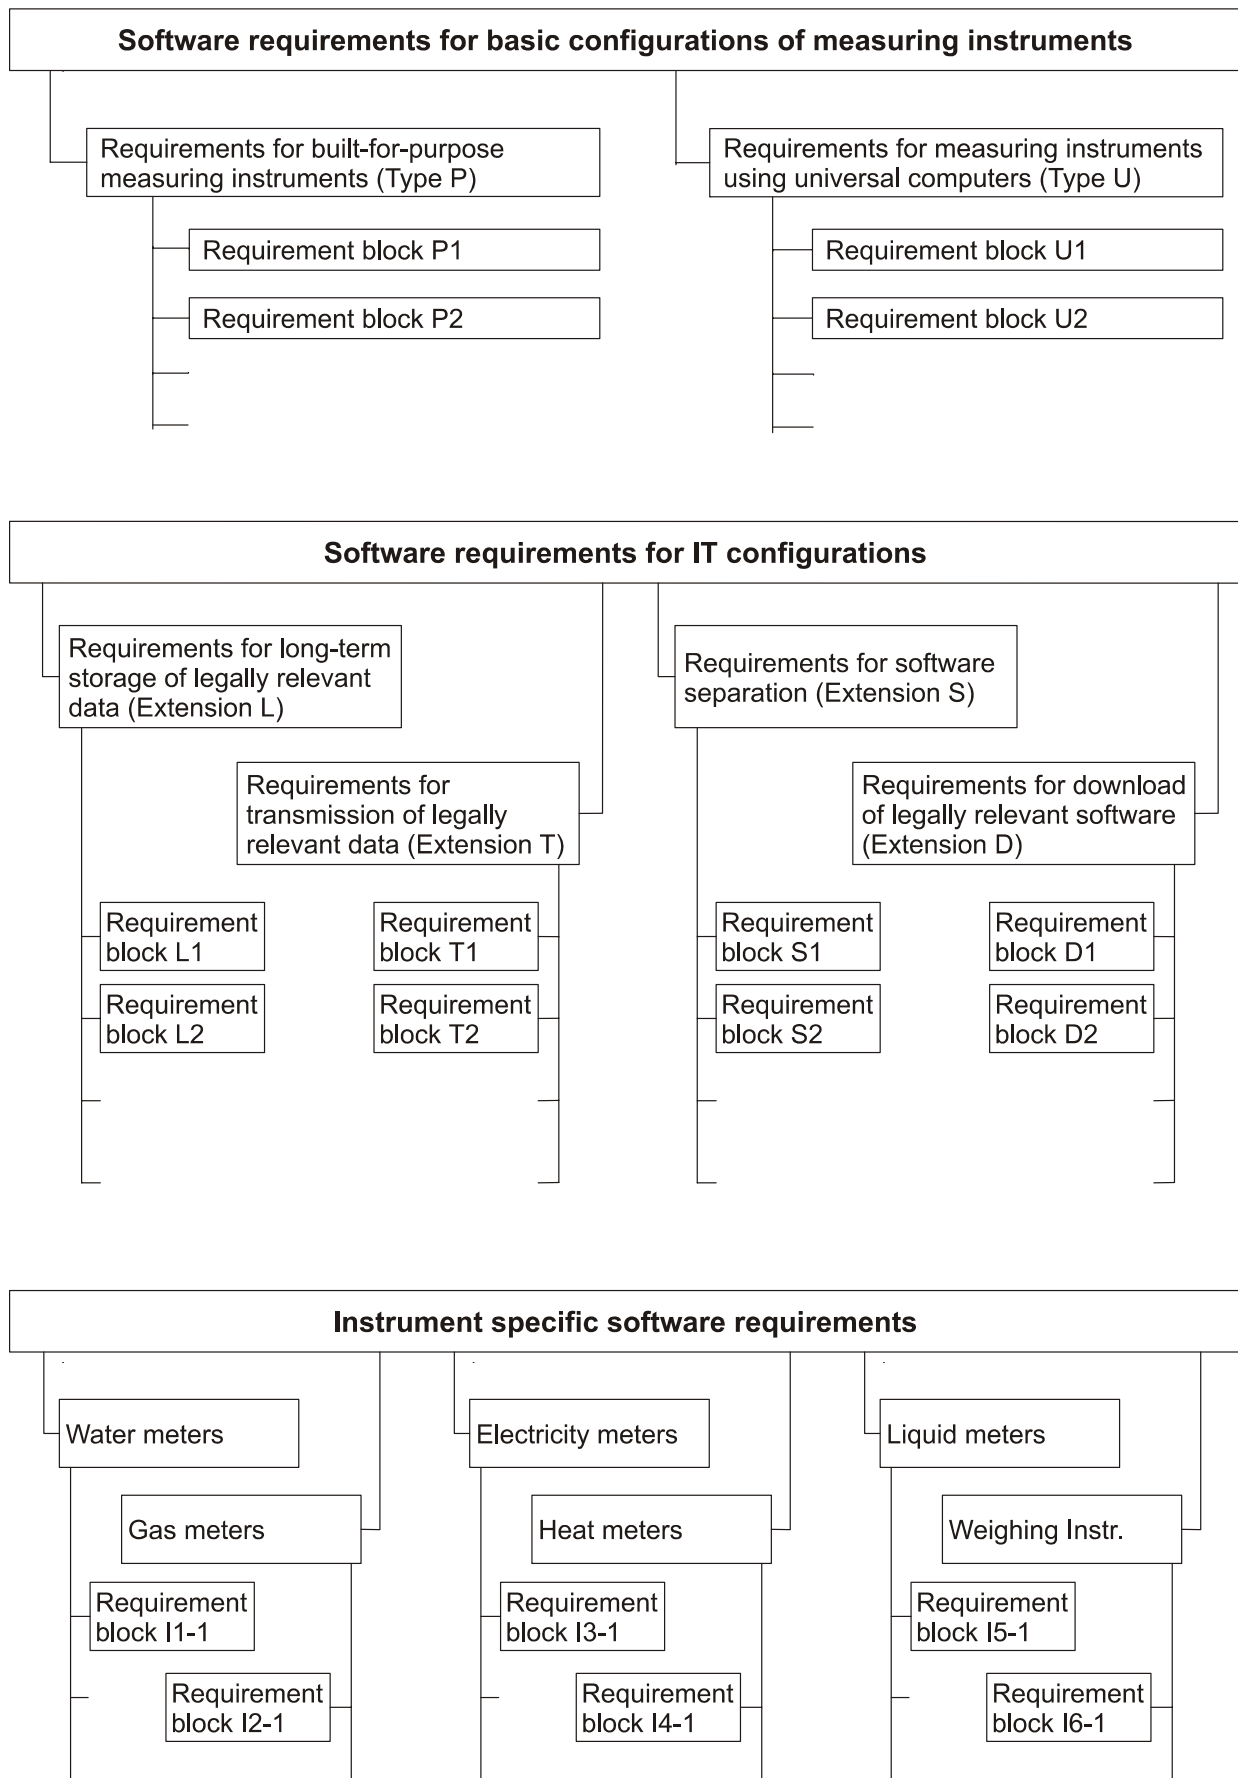 Software requirements for basic configurations of measuring instruments
Requirements for built-for-purpose
measuring instruments (Type P)
Requirement block P1
Requirement block P2
Requirements for measuring instruments
using universal computers (Type U)
Requirement block U1
Requirement block U2
Software requirements for IT configurations
Requirements for long-term
storage of legally relevant
data (Extension L)
Requirements for
transmission of legally
relevant data (Extension T)
Requirement
block L1
Requirement
block L2
Requirement
block T1
Requirement
block T2
Requirements for software
separation (Extension S)
Requirements for download
of legally relevant software
(Extension D)
Requirement
block S1
Requirement
block S2
Requirement
block D1
Requirement
block D2
Instrument specific software requirements
Water meters
Gas meters
Requirement
block I1-1
Requirement
block I2-1
Electricity meters
Heat meters
Requirement
block I3-1
Requirement
block I4-1
Liquid meters
Weighing Instr.
Requirement
block I5-1
Requirement
block I6-1